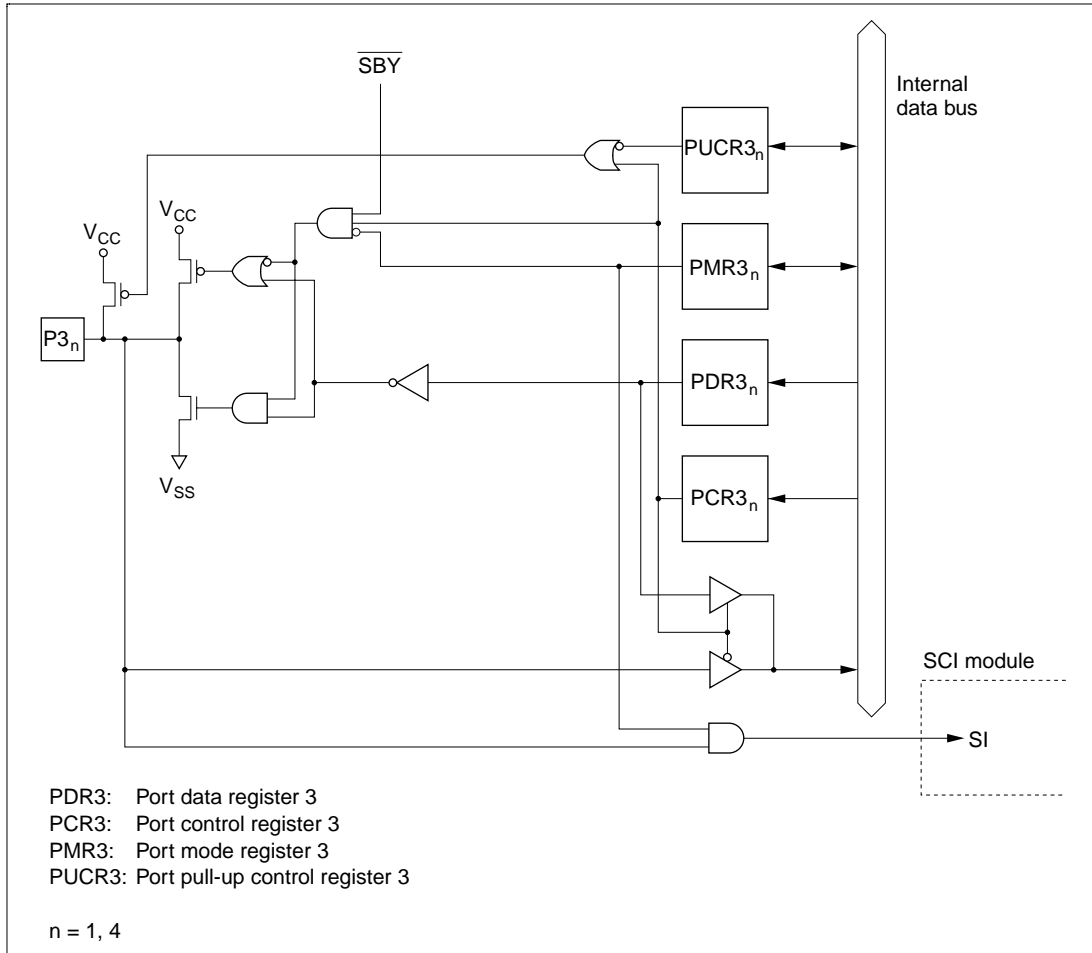 SBY
Internal
data bus
PUCR3n
VCC
VCC
PMR3n
P3n
PDR3n
VSS
PCR3n
SCI module
SI
PDR3: Port data register 3
PCR3: Port control register 3
PMR3: Port mode register 3
PUCR3: Port pull-up control register 3
n = 1, 4